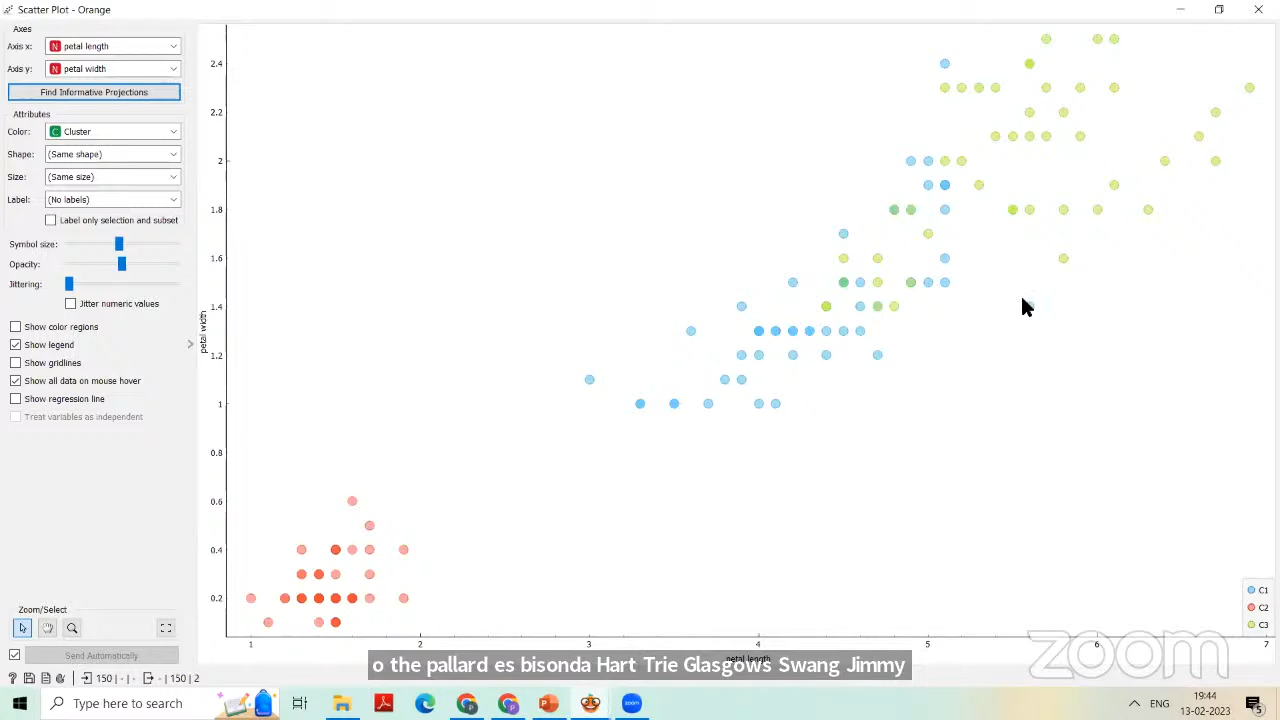 Scatter Plot - Orange
Axes
Axis x: N petal length
Axis y: N petal width
Find Informative Projections
Attributes
Color: C Cluster
Shape: (Same shape)
Size: (Same size)
Label: (No labels)
Label only selection and subset
Symbol size:
Opacity:
Jittering:
Jitter numeric values
Show color regions
Show legend
Show gridlines
Show all data on mouse hover
Show regression line
Treat variables as independent
Zoom/Select
Send Automatically
150 - 150 | 2
petal width
2.4
2.2
2
1.8
1.6
1.4
1.2
1
0.8
0.6
0.4
0.2
1 2 3 4 5 6 7
petal length
C1
C2
C3
zoom
o the pallard es bisonda Hart Trie Glasgows Swang Jimmy
Type here to search
zoom
ENG
IN
19:44
13-02-2023
5